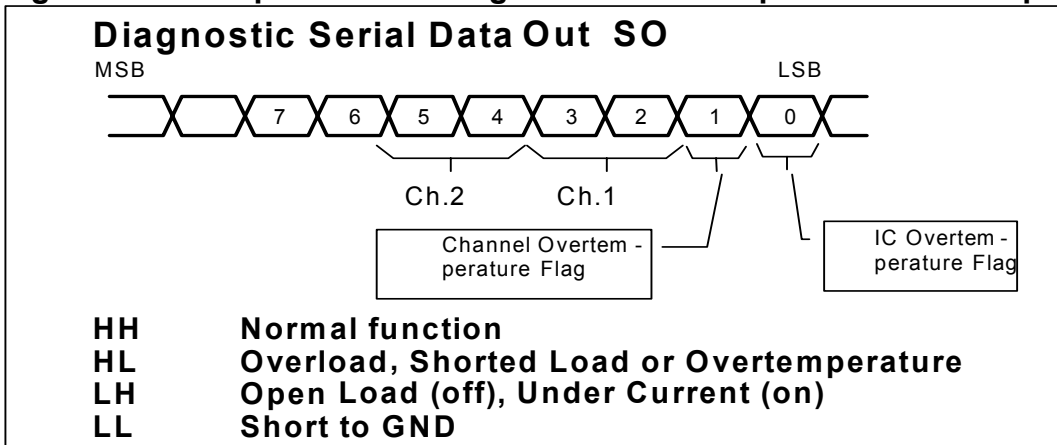 Diagnostic Serial Data Out SO
MSB LSB
7 6 5 4 3 2 1 0
Ch.2 Ch.1
Channel Overtem -
perature Flag
IC Overtem -
perature Flag
HH Normal function
HL Overload, Shorted Load or Overtemperature
LH Open Load (off), Under Current (on)
LL Short to GND